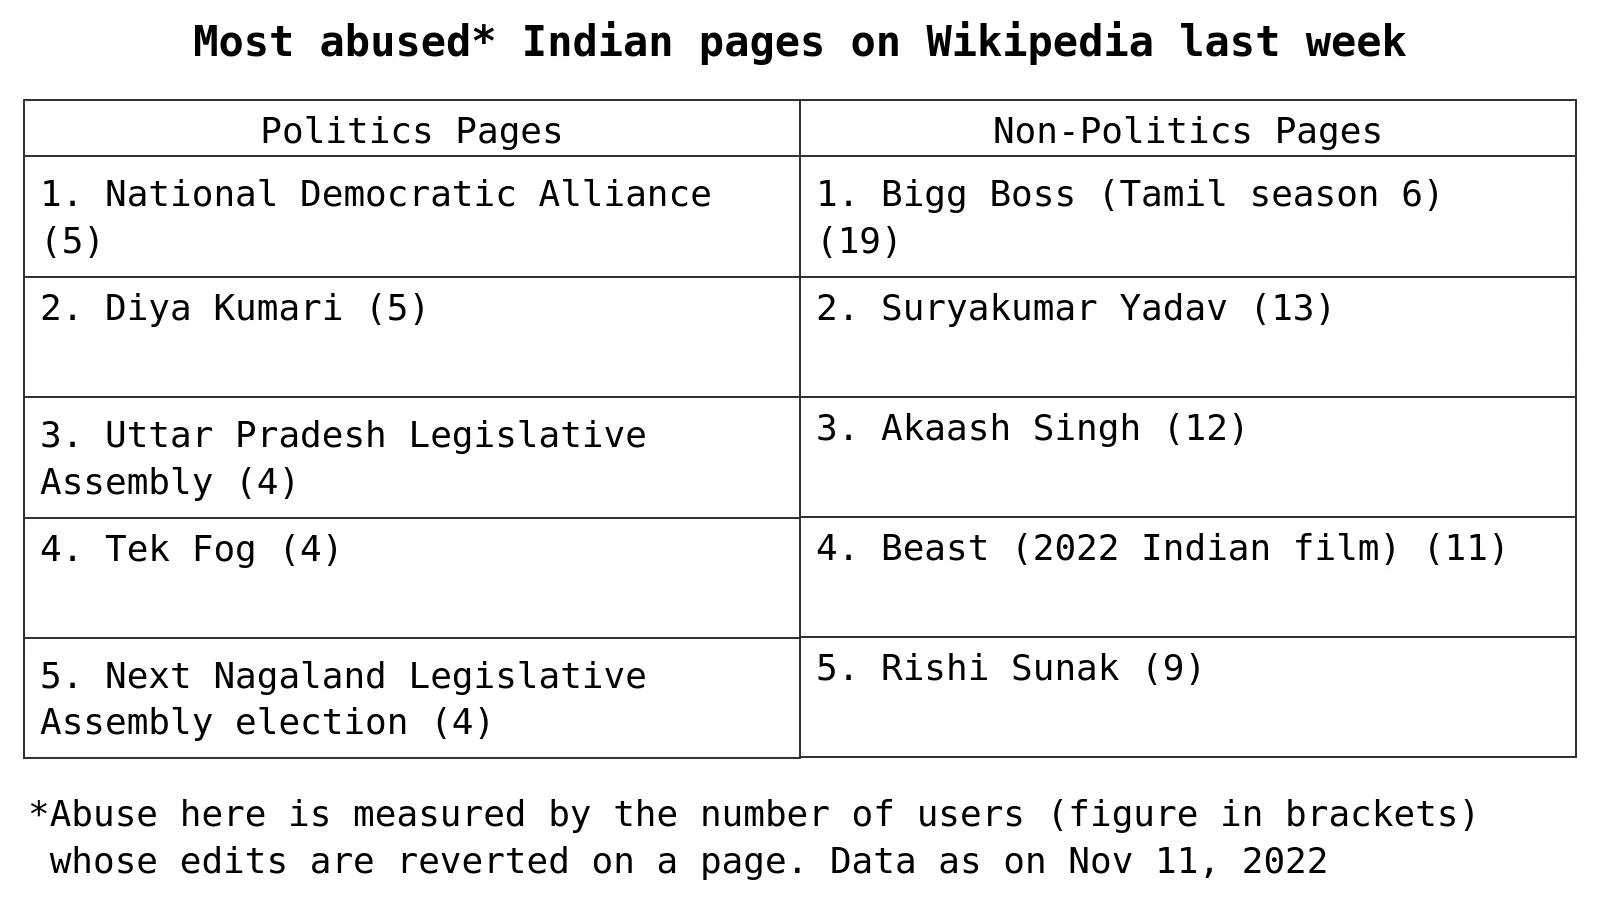 Most abused* Indian pages on Wikipedia last week
Politics Pages
Non-Politics Pages
1. National Democratic Alliance
(5)
1. Bigg Boss (Tamil season 6)
(19)
2. Diya Kumari (5)
2. Suryakumar Yadav (13)
3. Uttar Pradesh Legislative
Assembly (4)
3. Akaash Singh (12)
4. Tek Fog (4)
4. Beast (2022 Indian film) (11)
5. Next Nagaland Legislative
Assembly election (4)
5. Rishi Sunak (9)
*Abuse here is measured by the number of users (figure in brackets)
whose edits are reverted on a page. Data as on Nov 11, 2022